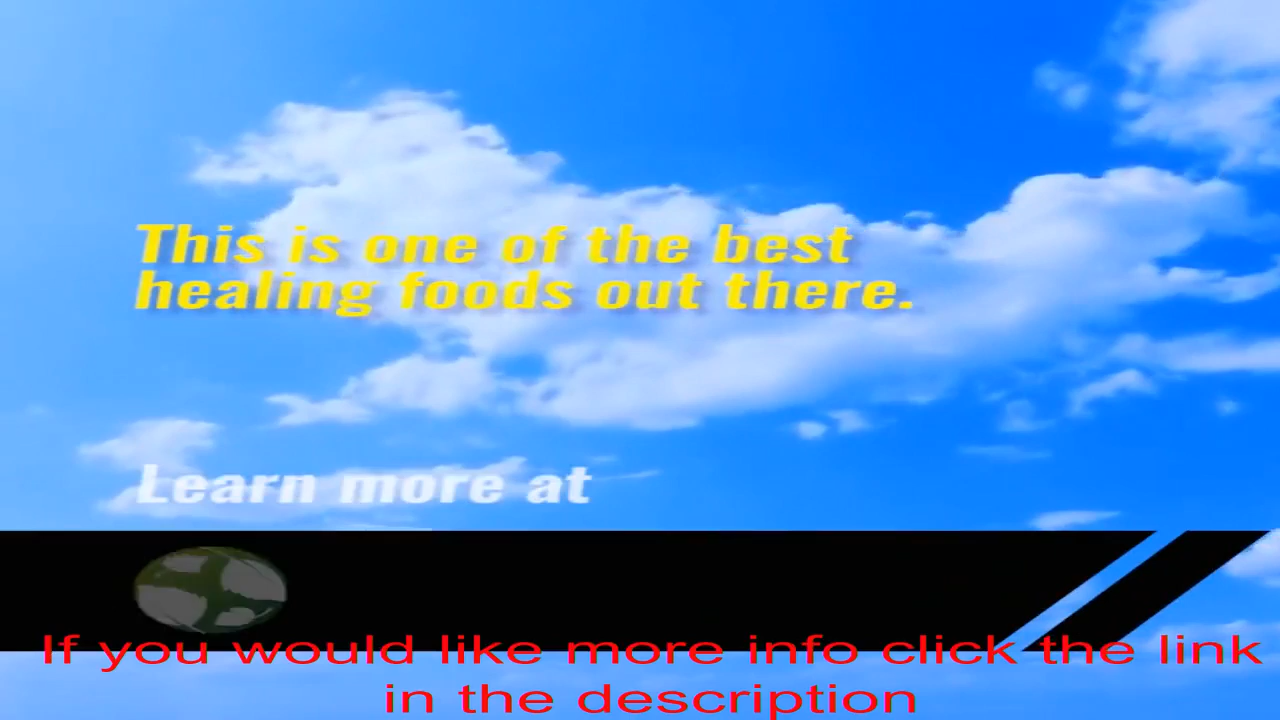 This is one of the best
healing foods out there.
Learn more at
If you would like more info click the link
in the description